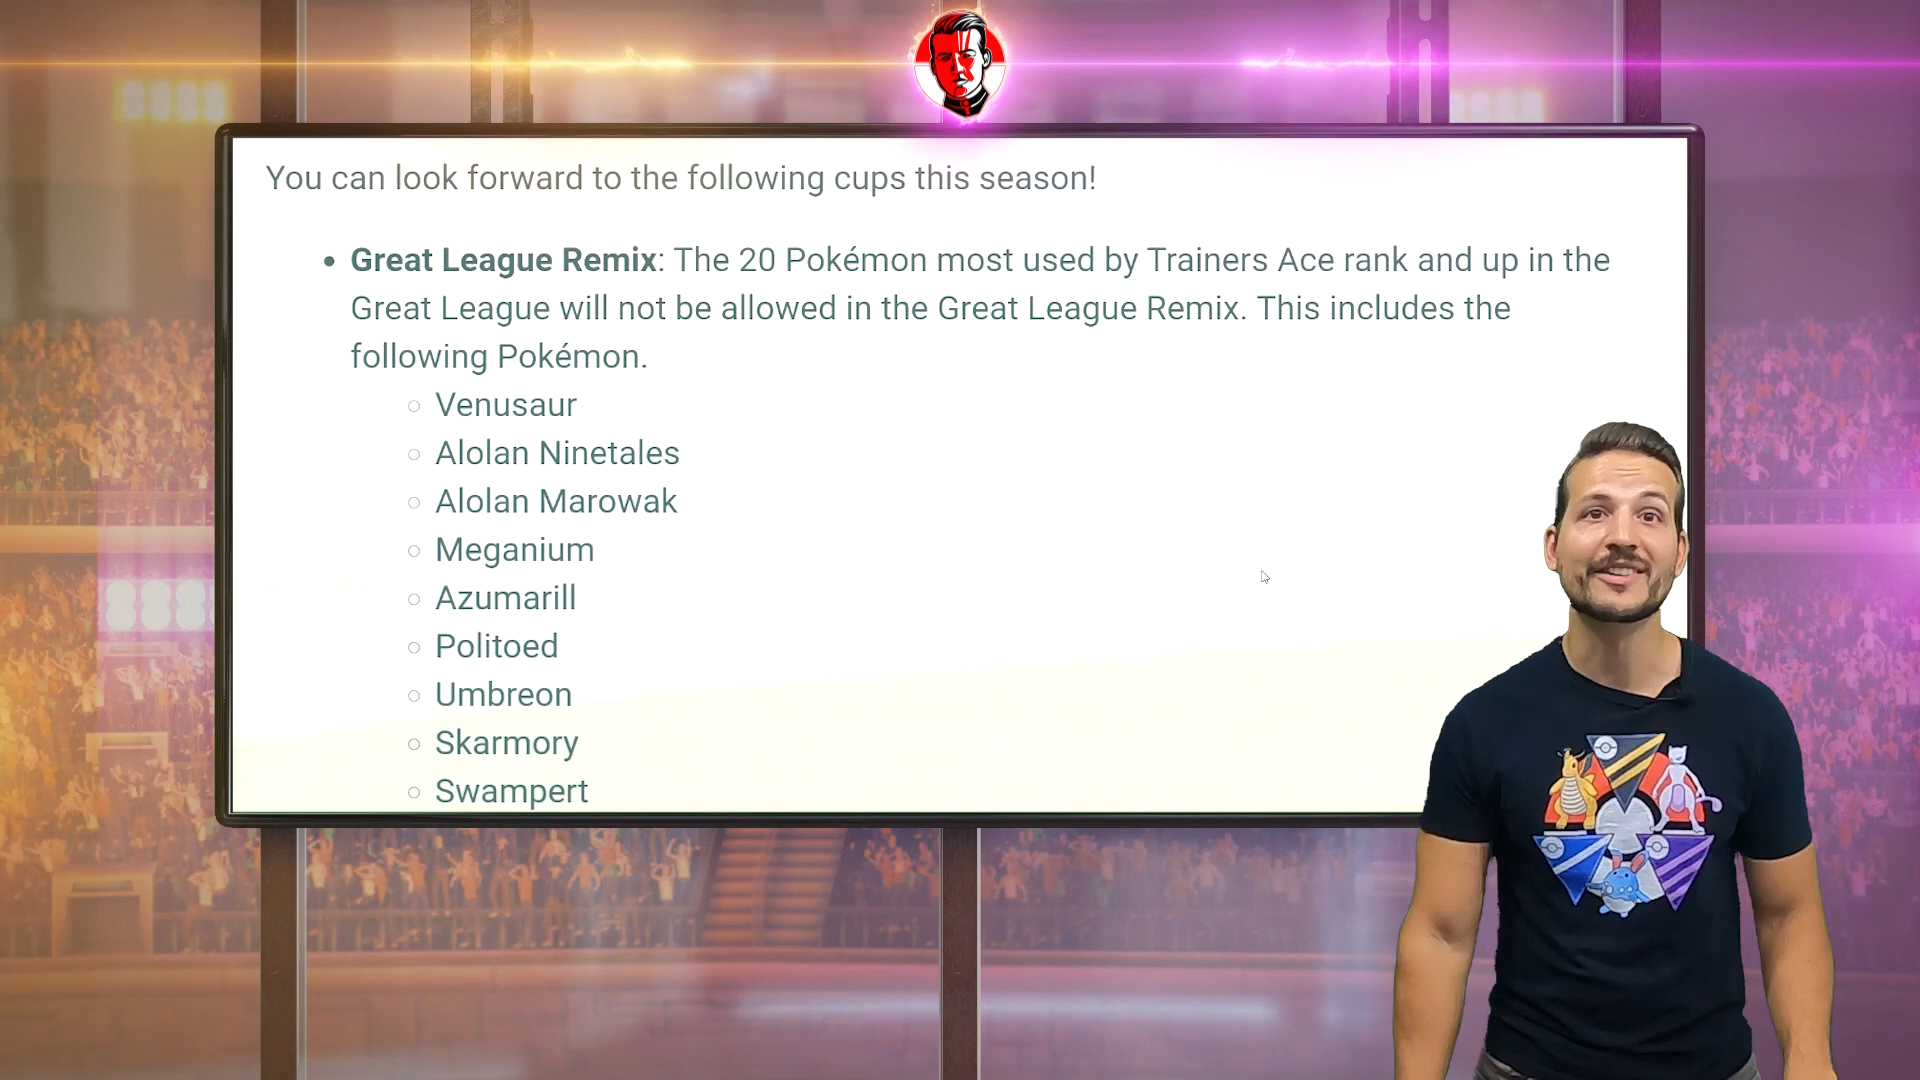 You can look forward to the following cups this season!
• Great League Remix: The 20 Pokémon most used by Trainers Ace rank and up in the
Great League will not be allowed in the Great League Remix. This includes the
following Pokémon.
○ Venusaur
○ Alolan Ninetales
○ Alolan Marowak
○ Meganium
○ Azumarill
○ Politoed
○ Umbreon
○ Skarmory
○ Swampert